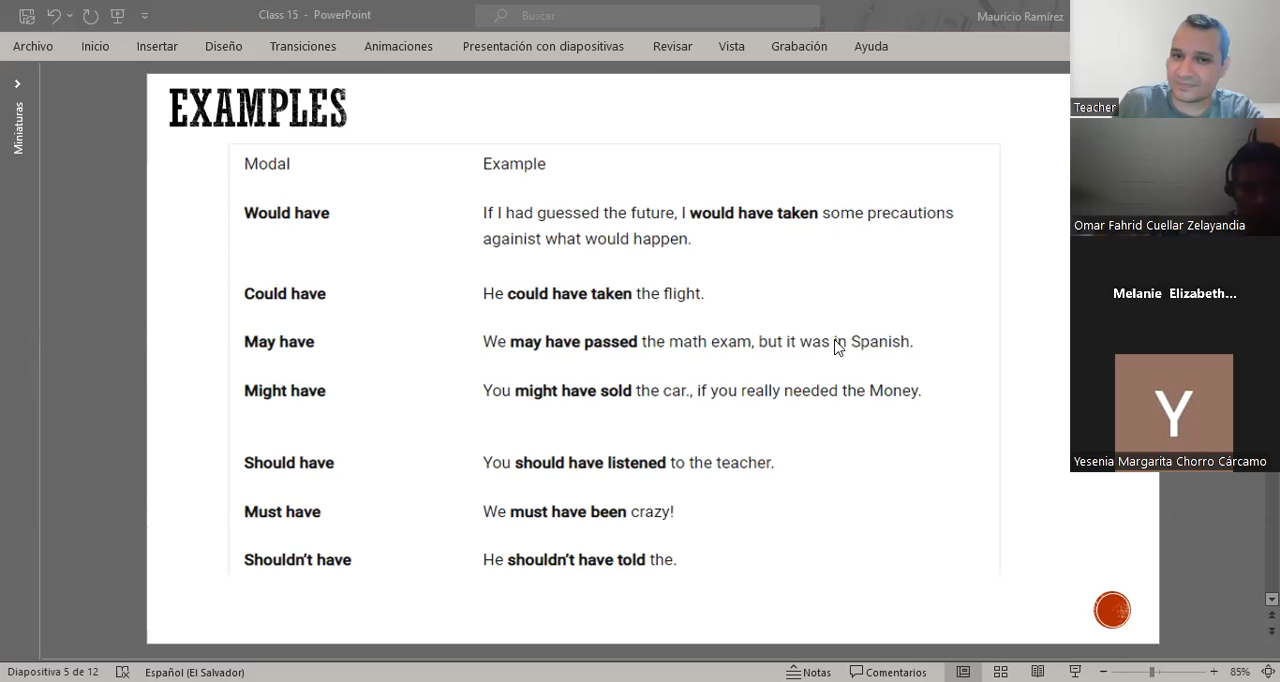 Class 15 - PowerPoint
Buscar
Mauricio Ramírez
Archivo Inicio Insertar Diseño Transiciones Animaciones Presentación con diapositivas Revisar Vista Grabación Ayuda
Miniaturas
EXAMPLES
Modal Example
Would have If I had guessed the future, I would have taken some precautions
againist what would happen.
Could have He could have taken the flight.
May have We may have passed the math exam, but it was in Spanish.
Might have You might have sold the car., if you really needed the Money.
Should have You should have listened to the teacher.
Must have We must have been crazy!
Shouldn't have He shouldn't have told the.
Teacher
Omar Fahrid Cuellar Zelayandia
Melanie Elizabeth...
Y
Yesenia Margarita Chorro Cárcamo
Diapositiva 5 de 12 Español (El Salvador) Notas Comentarios 85%